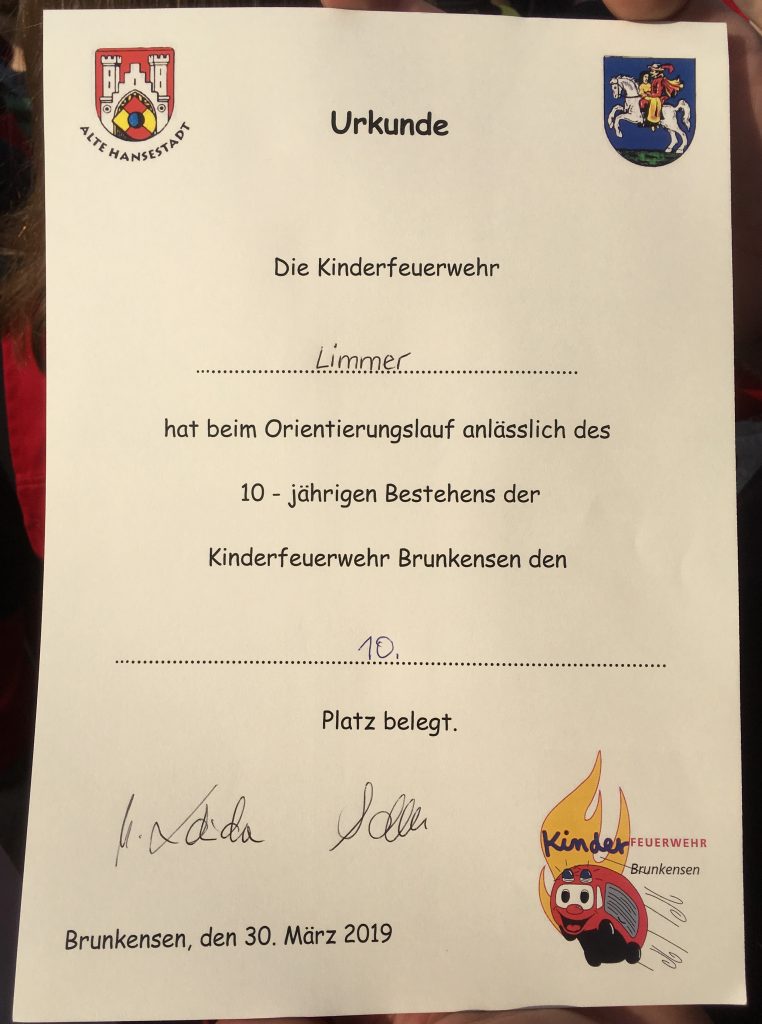 Urkunde
ALTE HANSESTADT
Die Kinderfeuerwehr
Limmer
hat beim Orientierungslauf anlässlich des
10 - jährigen Bestehens der
Kinderfeuerwehr Brunkensen den
10.
Platz belegt.
Kinder FEUERWEHR
Brunkensen
Brunkensen, den 30. März 2019